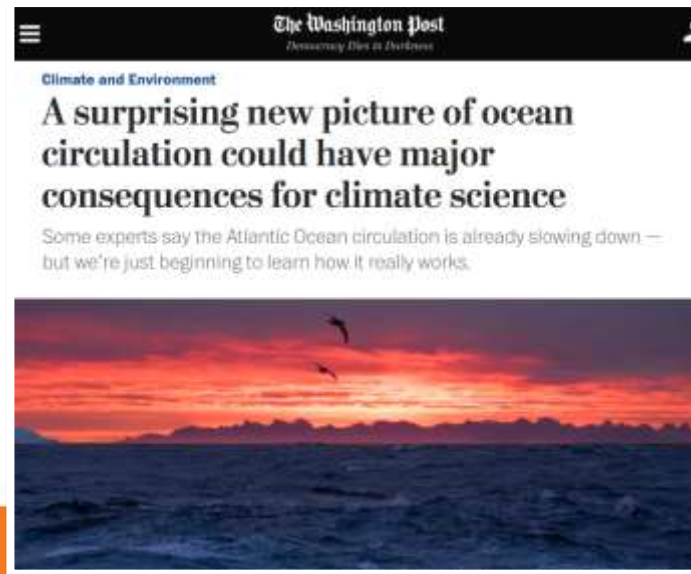 The Washington Post
Democracy Dies in Darkness
Climate and Environment
A surprising new picture of ocean
circulation could have major
consequences for climate science
Some experts say the Atlantic Ocean circulation is already slowing down —
but we're just beginning to learn how it really works.